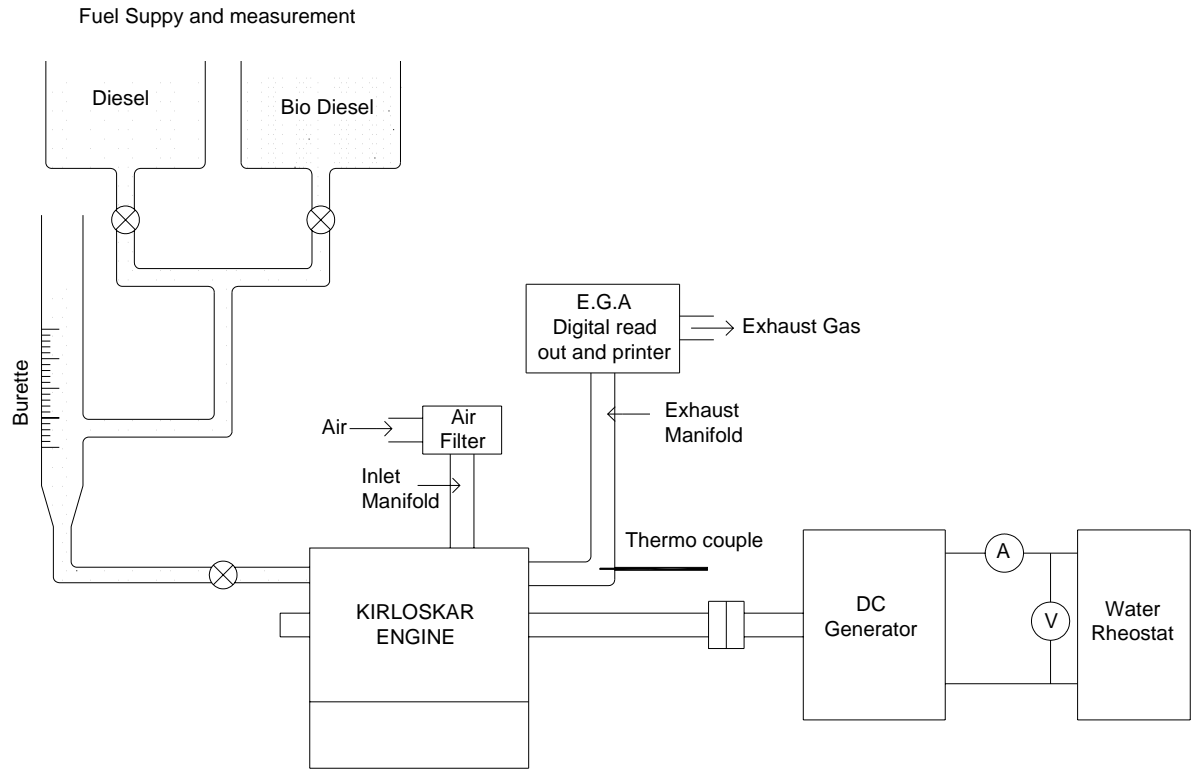 Fuel Suppy and measurement
Diesel
Bio Diesel
Burette
E.G.A
Digital read
out and printer
Exhaust Gas
Air
Air
Filter
Exhaust
Manifold
Inlet
Manifold
Thermo couple
KIRLOSKAR
ENGINE
DC
Generator
A
V
Water
Rheostat